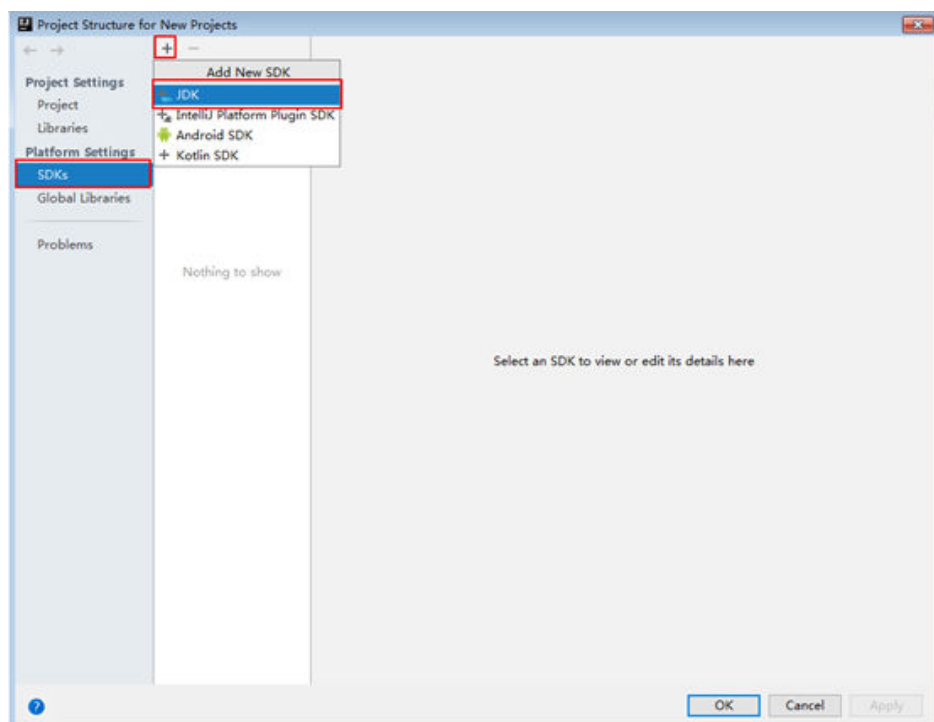 Project Structure for New Projects
Add New SDK
JDK
IntelliJ Platform Plugin SDK
Android SDK
Kotlin SDK
Project Settings
Project
Libraries
Platform Settings
SDKs
Global Libraries
Problems
Nothing to show
Select an SDK to view or edit its details here
?
OK Cancel Apply